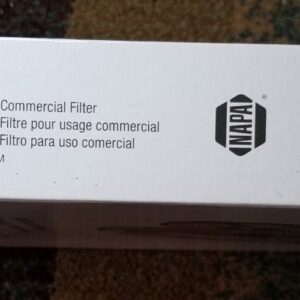 Commercial Filter
Filtre pour usage commercial
Filtro para uso comercial
M
NAPA
®